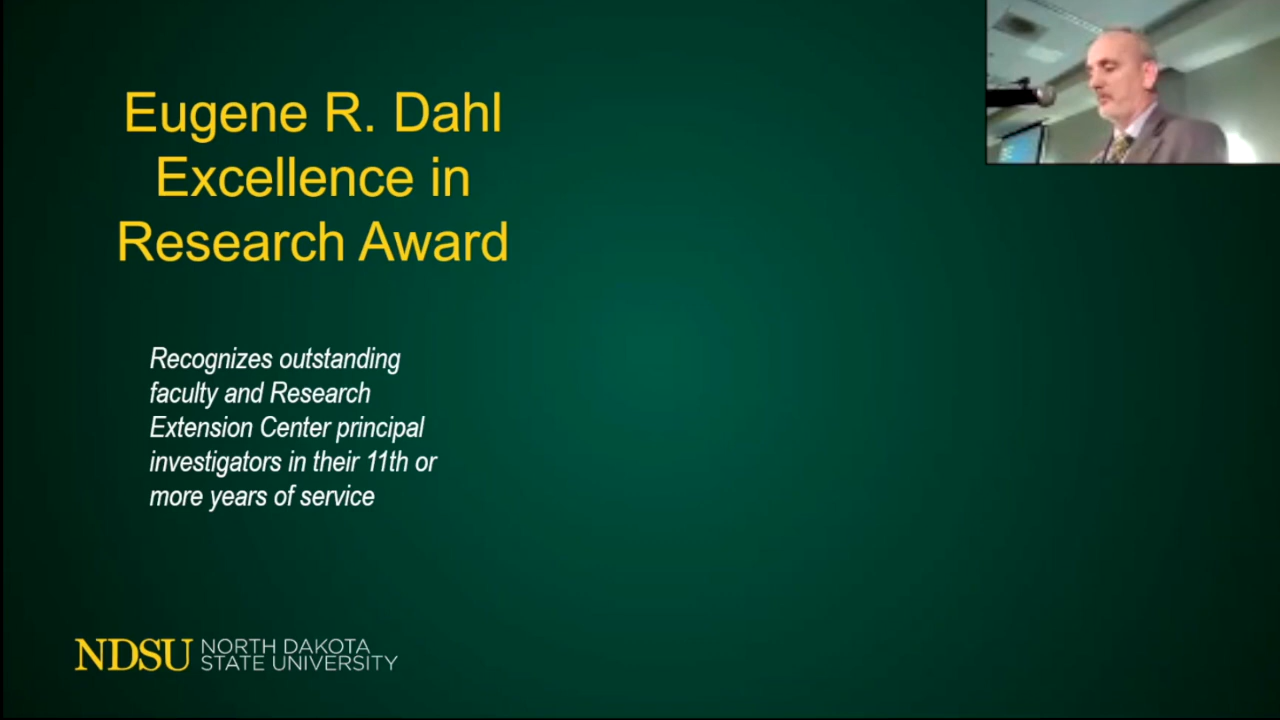 Eugene R. Dahl
Excellence in
Research Award
Recognizes outstanding
faculty and Research
Extension Center principal
investigators in their 11th or
more years of service
NDSU NORTH DAKOTA
STATE UNIVERSITY